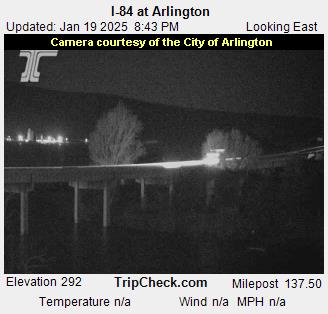 I-84 at Arlington
Updated: Jan 19 2025 8:43 PM Looking East
Camera courtesy of the City of Arlington
Elevation 292 TripCheck.com Milepost 137.50
Temperature n/a Wind n/a MPH n/a